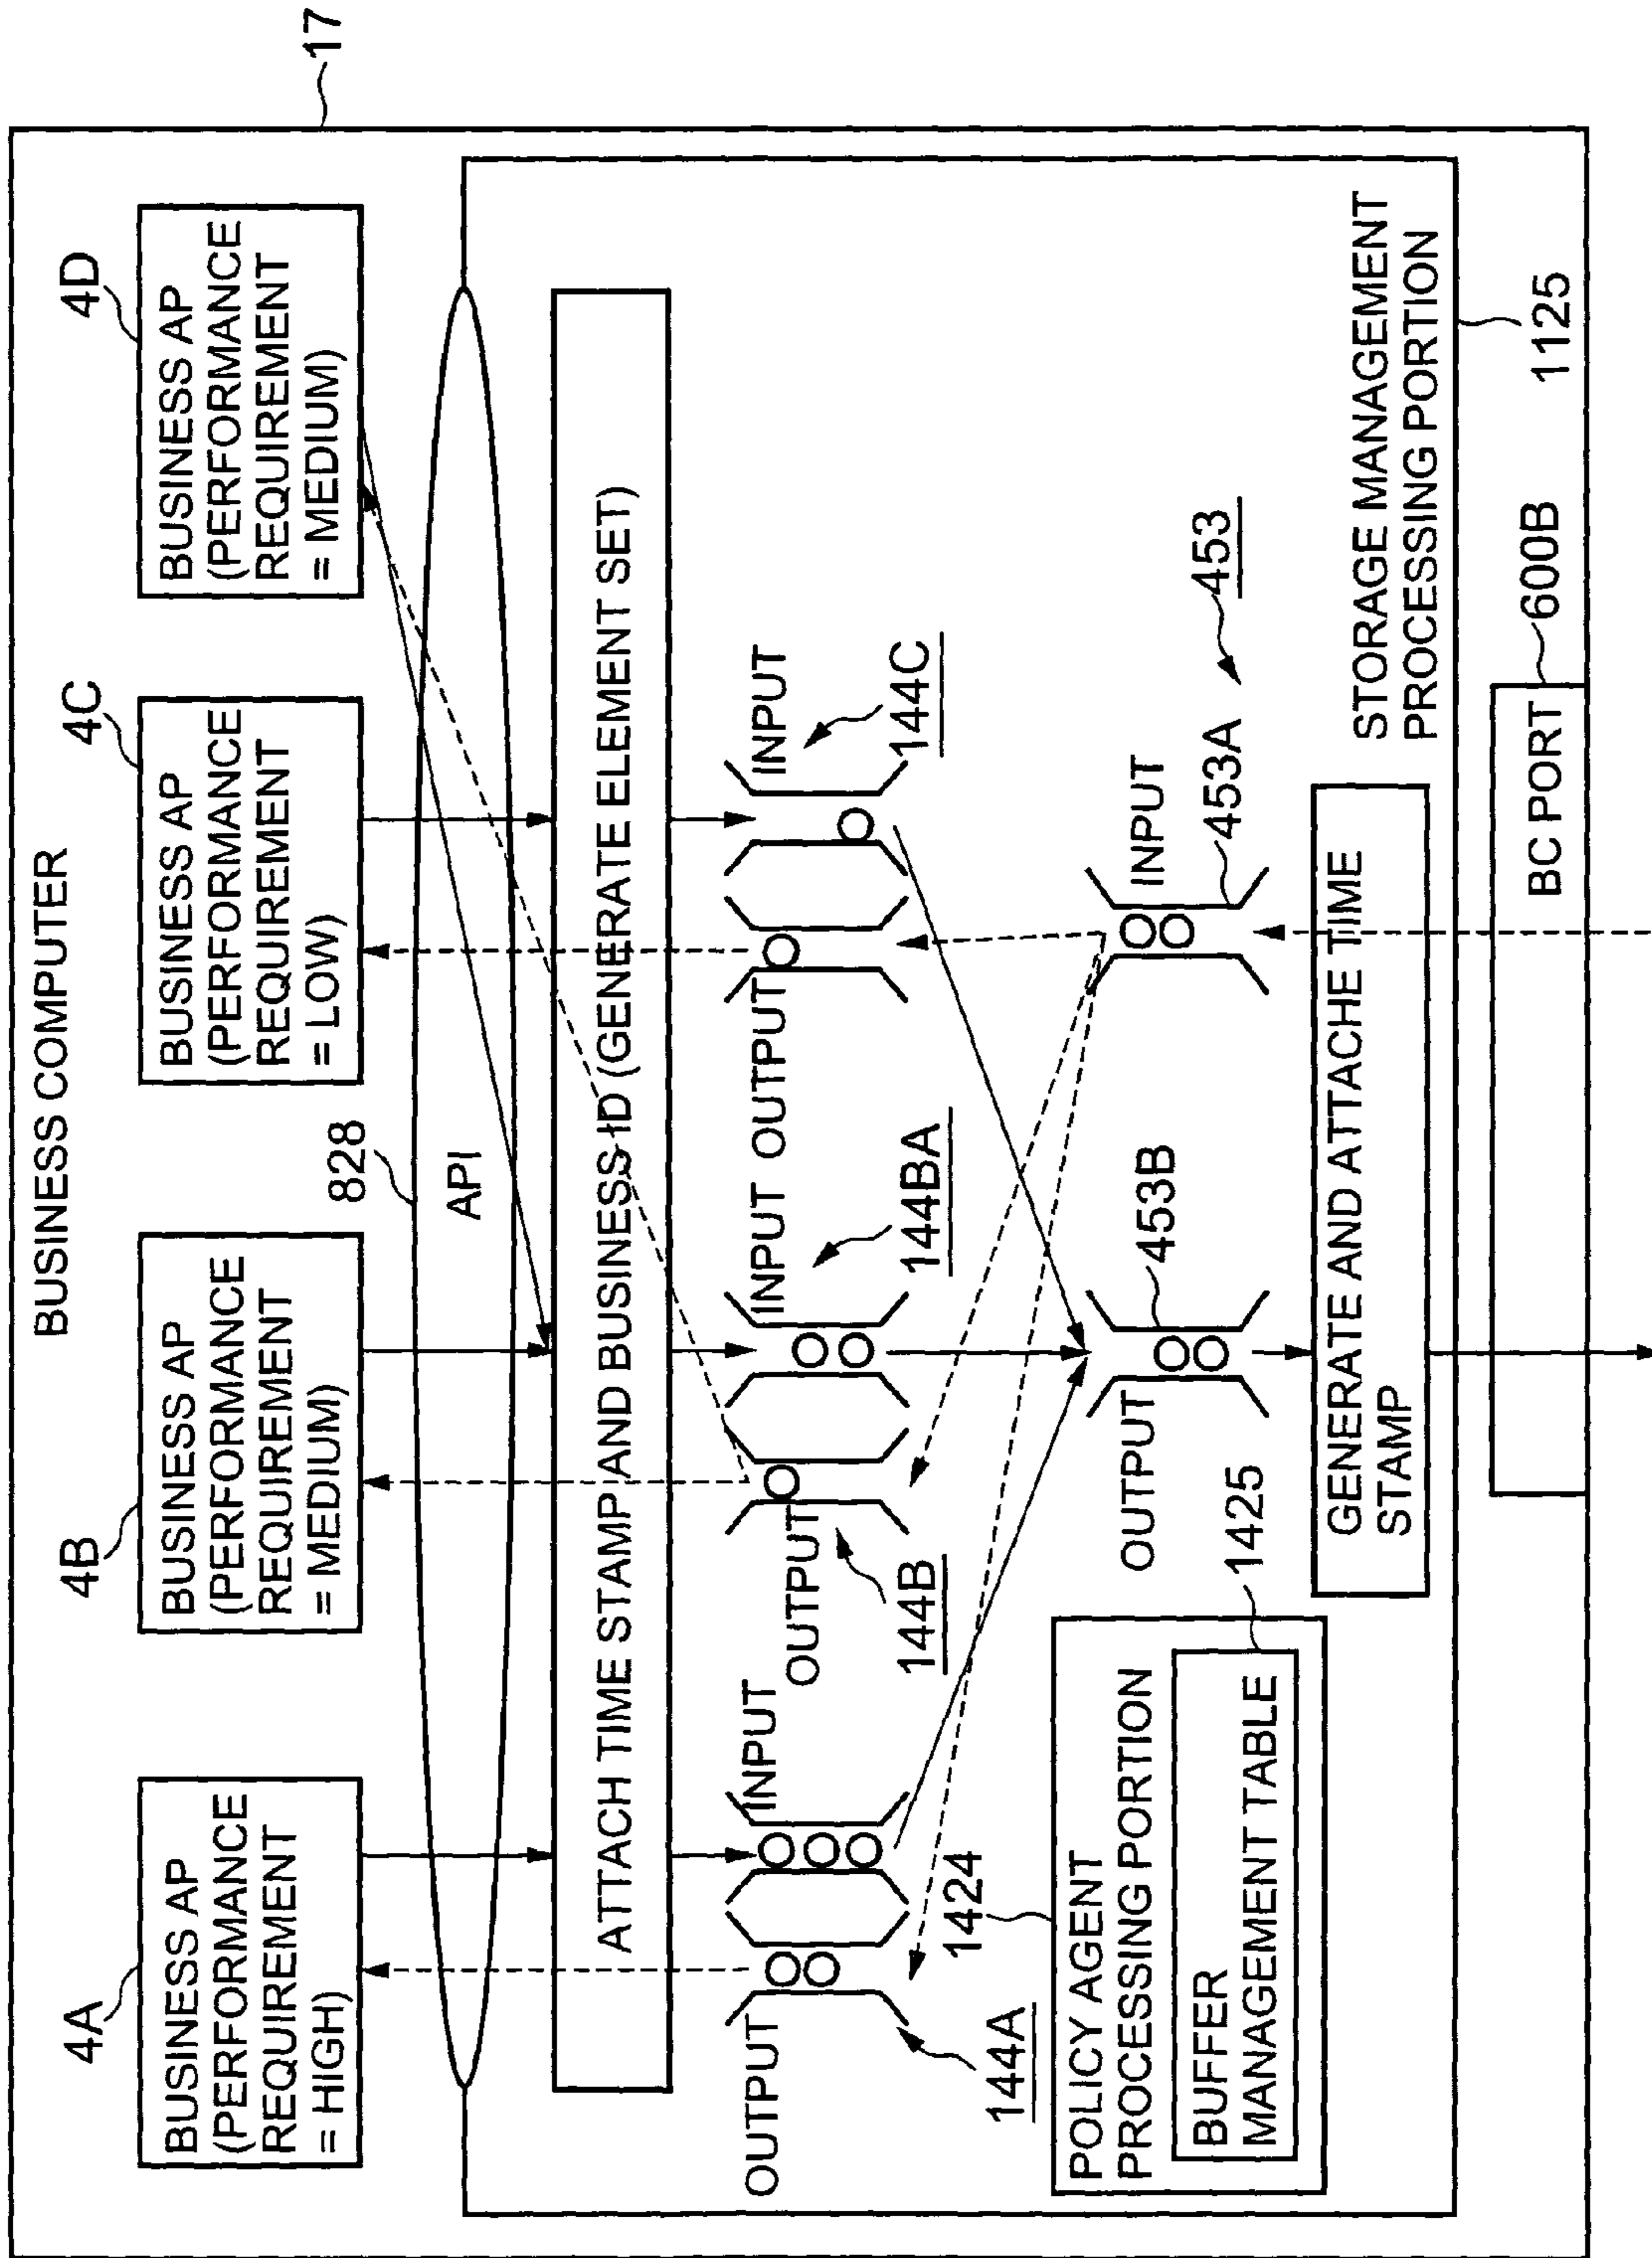 BUSINESS COMPUTER
17
4A
BUSINESS AP
(PERFORMANCE
REQUIREMENT
= HIGH)
4B
BUSINESS AP
(PERFORMANCE
REQUIREMENT
= MEDIUM)
4C
BUSINESS AP
(PERFORMANCE
REQUIREMENT
= LOW)
4D
BUSINESS AP
(PERFORMANCE
REQUIREMENT
= MEDIUM)
828
API
ATTACH TIME STAMP AND BUSINESS ID (GENERATE ELEMENT SET)
OUTPUT
INPUT
144A
OUTPUT
INPUT
144B
144BA
OUTPUT
INPUT
144C
1424
POLICY AGENT
PROCESSING PORTION
BUFFER
MANAGEMENT TABLE
1425
OUTPUT
453B
INPUT
453A
453
GENERATE AND ATTACHE TIME
STAMP
STORAGE MANAGEMENT
PROCESSING PORTION
1125
BC PORT
600B